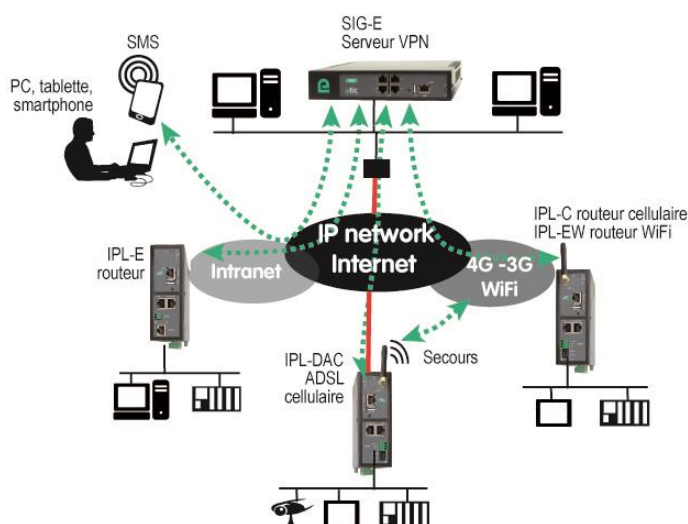 SIG-E
Serveur VPN
SMS
PC, tablette,
smartphone
etic
IP network
Internet
Intranet
4G -3G
WiFi
IPL-E
routeur
IPL-C routeur cellulaire
IPL-EW routeur WiFi
IPL-DAC
ADSL
cellulaire
Secours